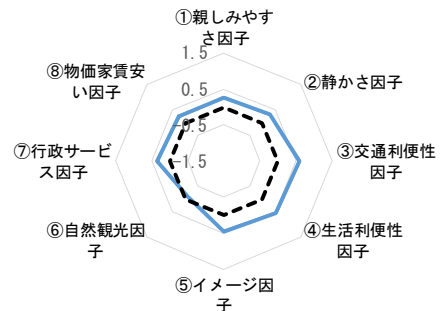 ①親しみやす
さ因子
②静かさ因子
③交通利便性
因子
④生活利便性
因子
⑤イメージ因
子
⑥自然観光因
子
⑦行政サービ
ス因子
⑧物価家賃安
い因子
1.5
0.5
-0.5
-1.5